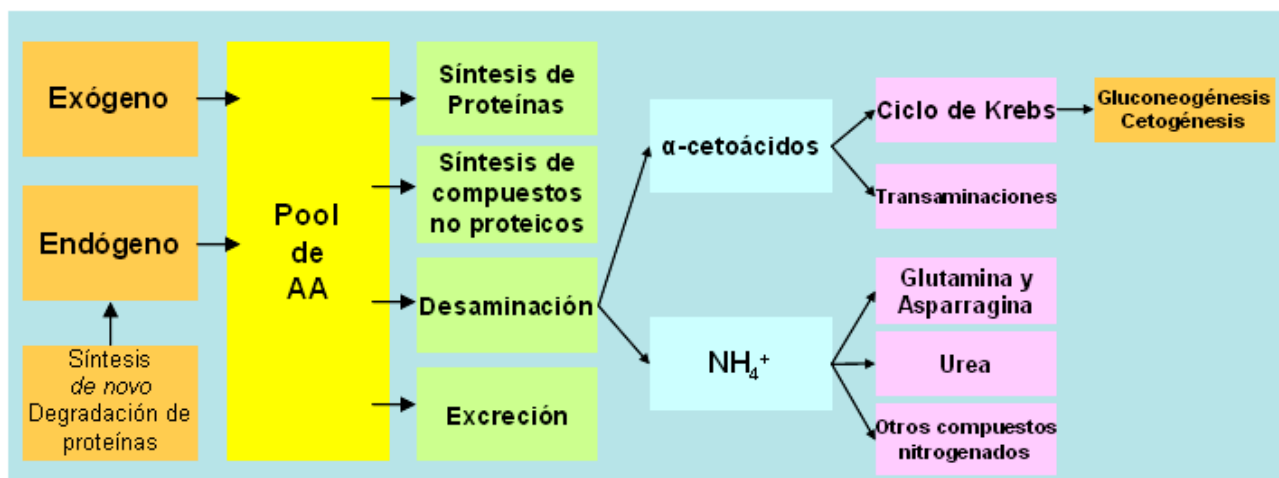 Exógeno
Endógeno
Síntesis
de novo
Degradación de
proteínas
Pool
de
AA
Síntesis de
Proteínas
Síntesis de
compuestos
no proteicos
Desaminación
Excreción
α-cetoácidos
NH₄⁺
Ciclo de Krebs
Transaminaciones
Glutamina y
Asparragina
Urea
Otros compuestos
nitrogenados
Gluconeogénesis
Cetogénesis